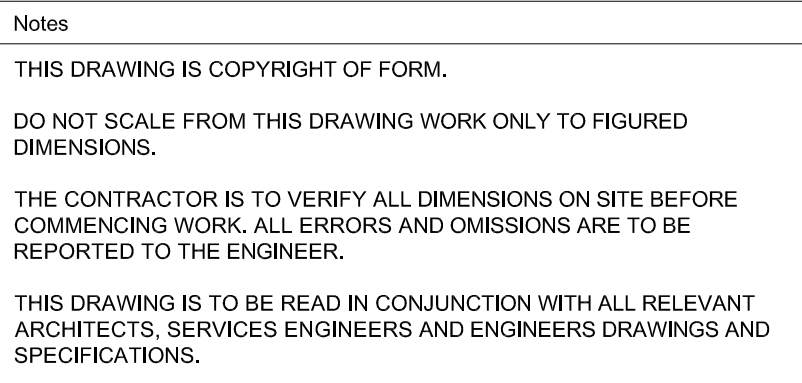 Notes
THIS DRAWING IS COPYRIGHT OF FORM.
DO NOT SCALE FROM THIS DRAWING WORK ONLY TO FIGURED
DIMENSIONS.
THE CONTRACTOR IS TO VERIFY ALL DIMENSIONS ON SITE BEFORE
COMMENCING WORK. ALL ERRORS AND OMISSIONS ARE TO BE
REPORTED TO THE ENGINEER.
THIS DRAWING IS TO BE READ IN CONJUNCTION WITH ALL RELEVANT
ARCHITECTS, SERVICES ENGINEERS AND ENGINEERS DRAWINGS AND
SPECIFICATIONS.